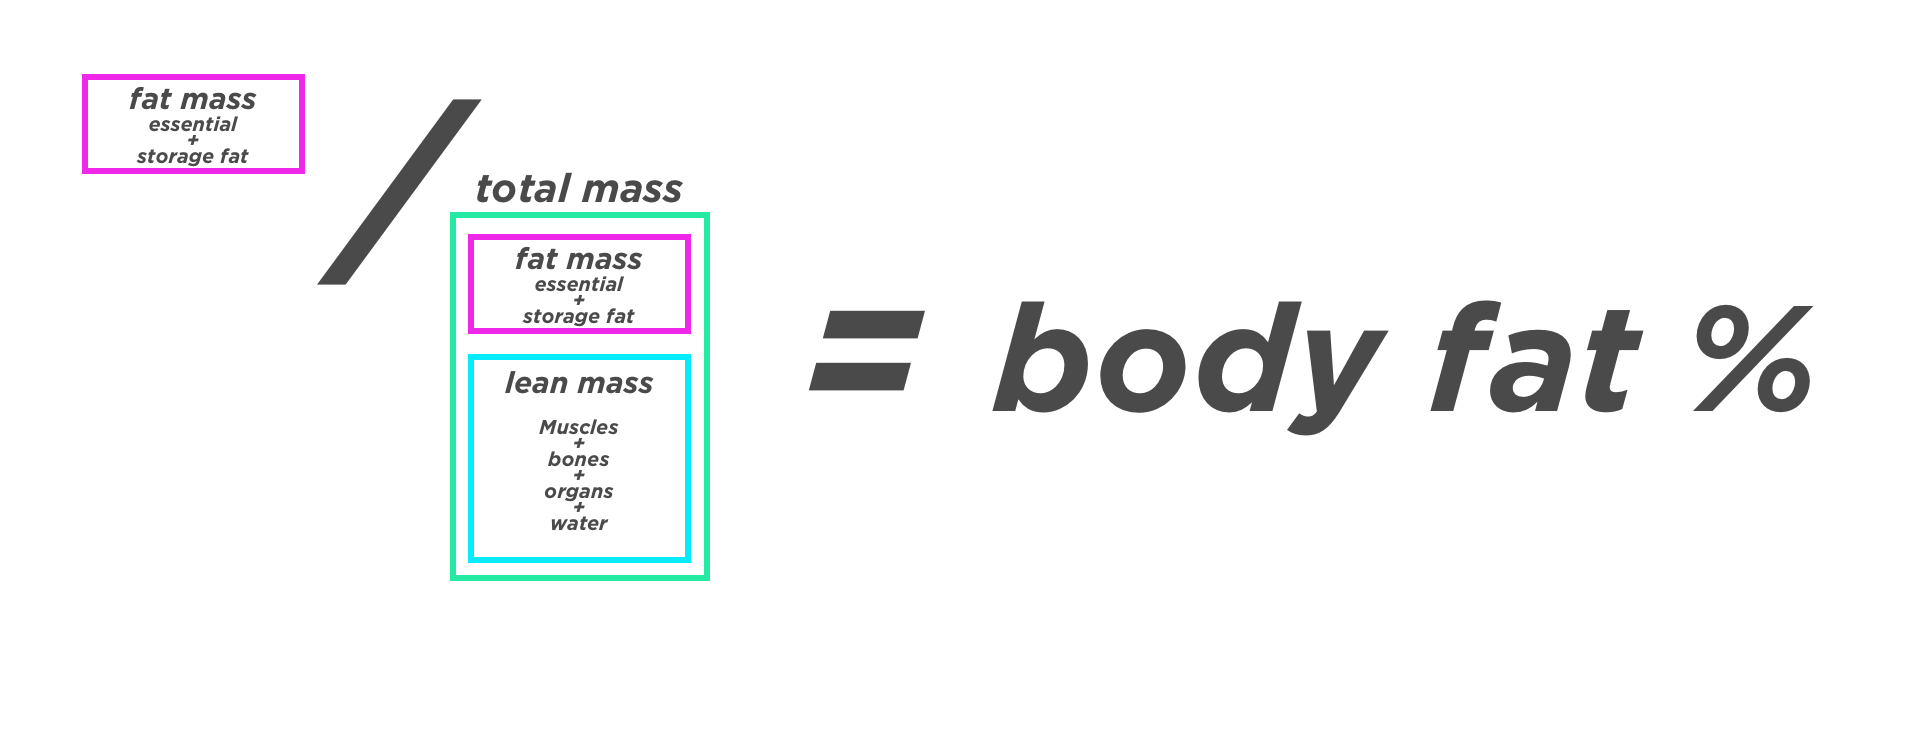 fat mass
essential
+
storage fat
/
total mass
fat mass
essential
+
storage fat
lean mass
Muscles
+
bones
+
organs
+
water
= body fat %